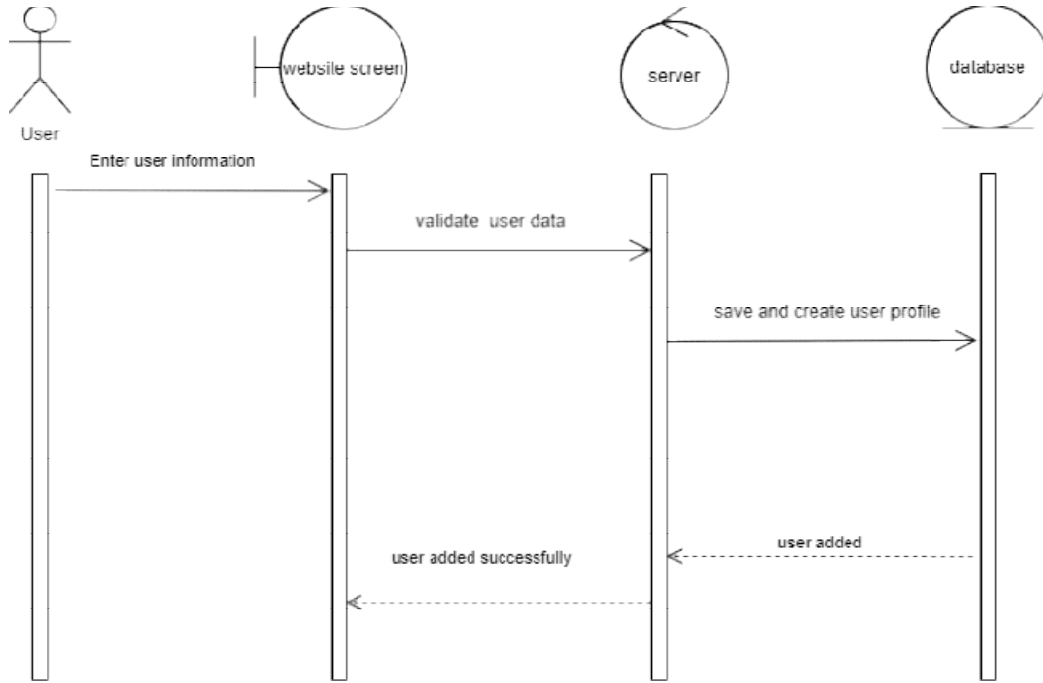 website screen
server
database
User
Enter user information
validate user data
save and create user profile
user added
user added successfully